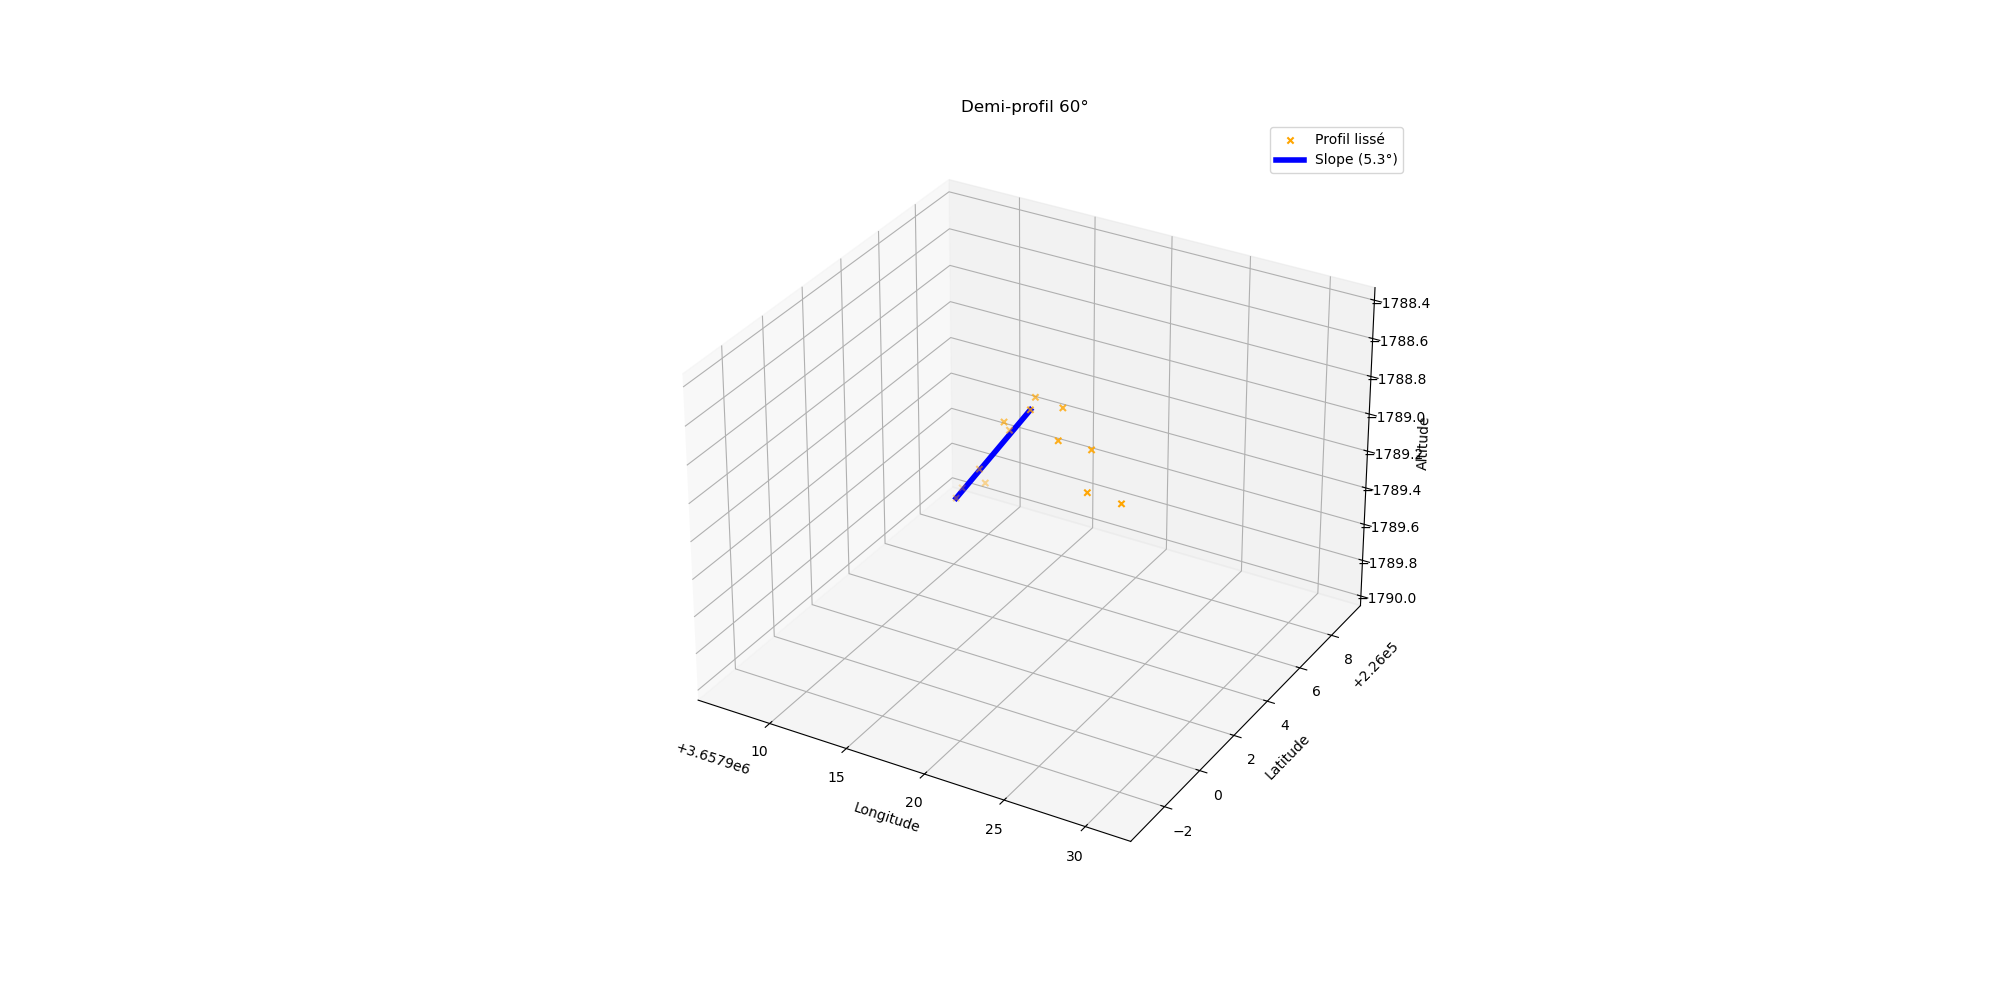 Demi-profil 60°
Profil lissé
Slope (5.3°)
−1788.4
−1788.6
−1788.8
−1789.0
−1789.2
−1789.4
−1789.6
−1789.8
−1790.0
Altitude
8
6
4
2
0
−2
+2.26e5
Latitude
10
15
20
25
30
+3.6579e6
Longitude